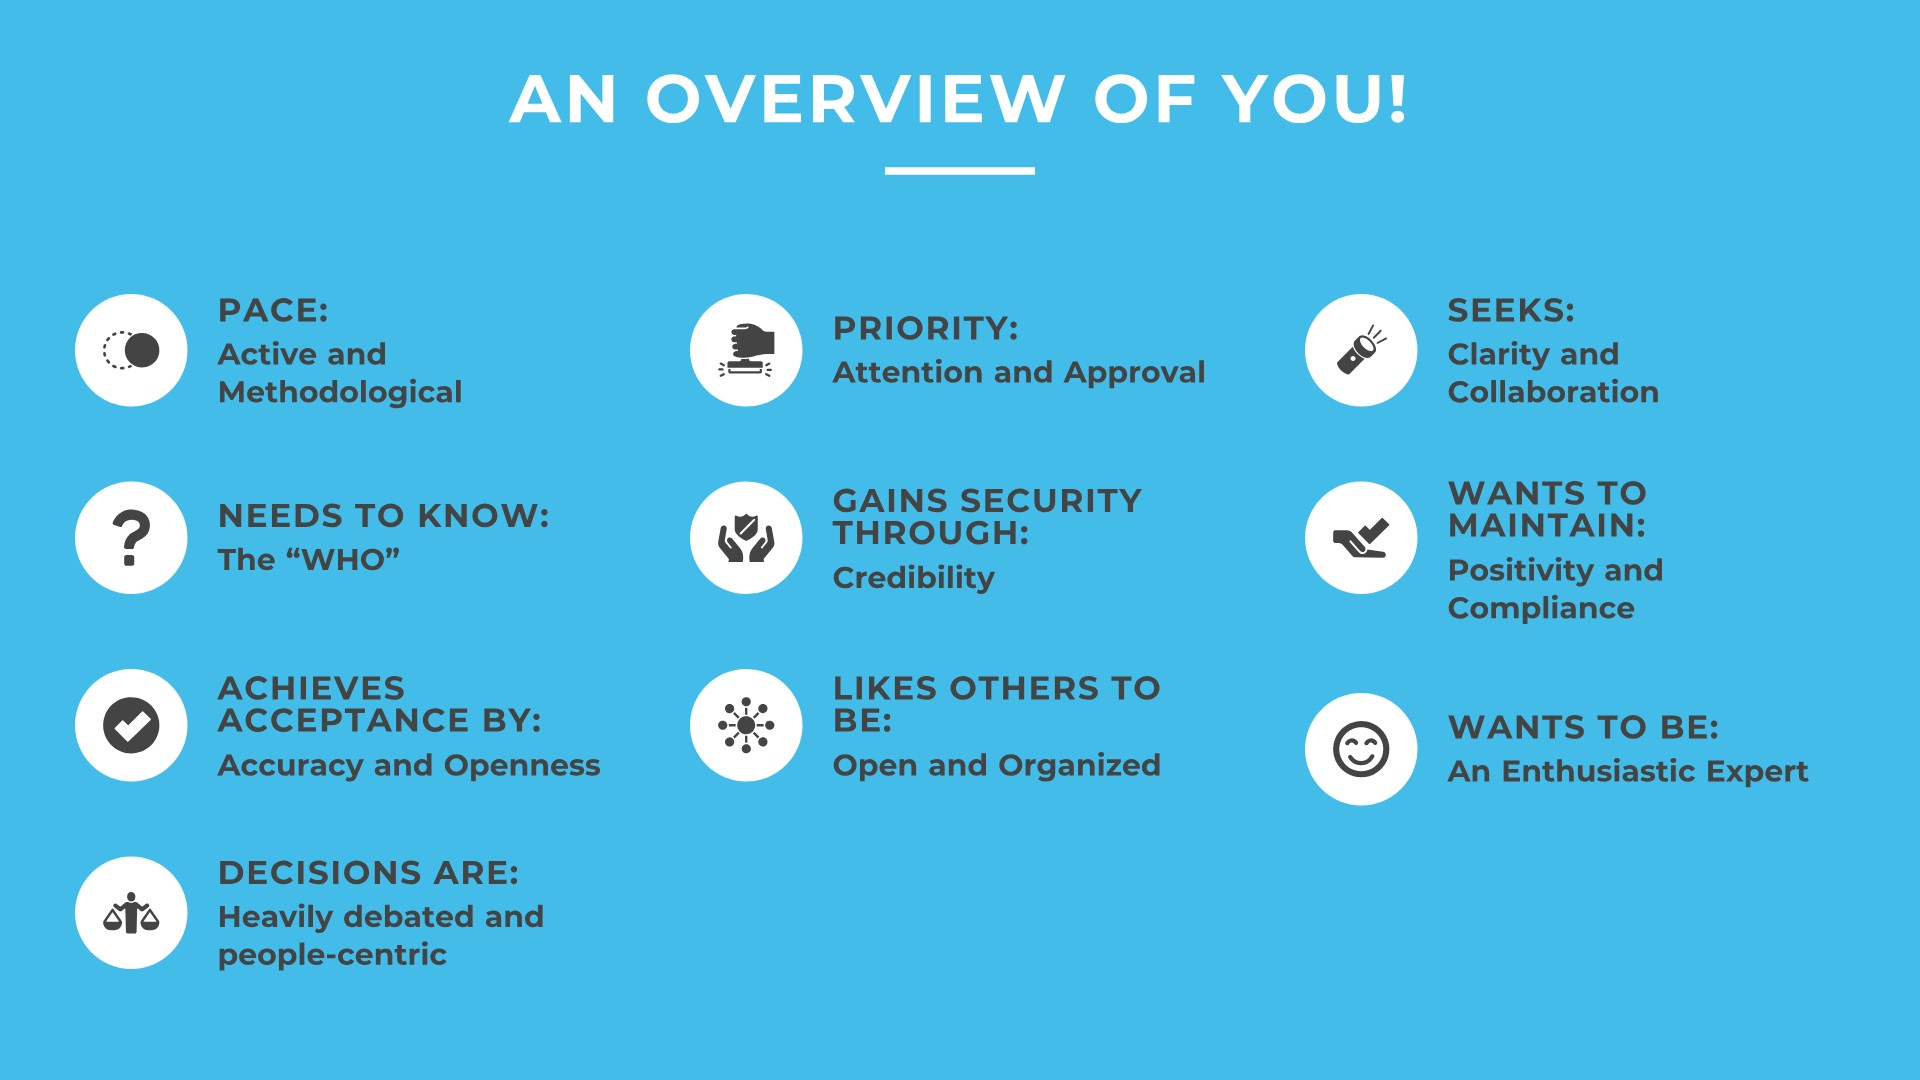 AN OVERVIEW OF YOU!
PACE:
Active and
Methodological
PRIORITY:
Attention and Approval
SEEKS:
Clarity and
Collaboration
NEEDS TO KNOW:
The “WHO”
GAINS SECURITY
THROUGH:
Credibility
WANTS TO
MAINTAIN:
Positivity and
Compliance
ACHIEVES
ACCEPTANCE BY:
Accuracy and Openness
LIKES OTHERS TO
BE:
Open and Organized
WANTS TO BE:
An Enthusiastic Expert
DECISIONS ARE:
Heavily debated and
people-centric